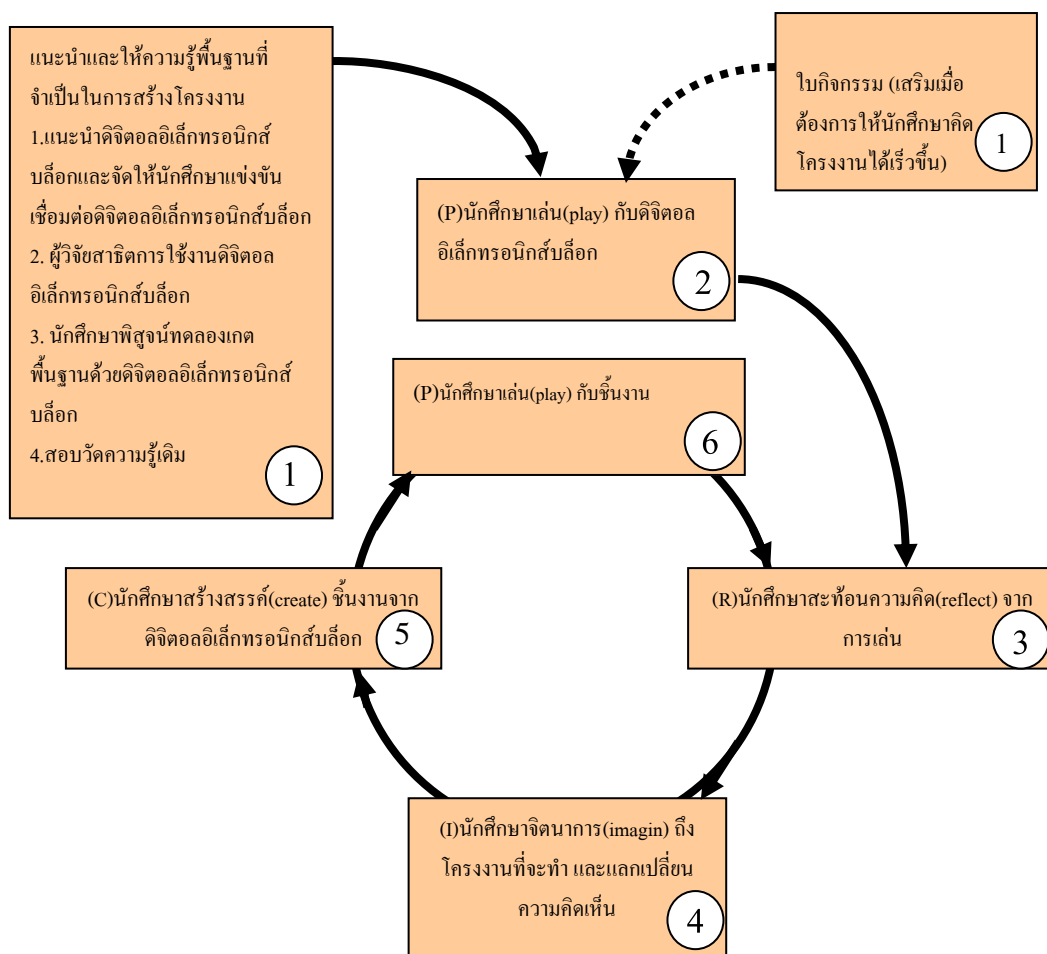 แนะนำและให้ความรู้พื้นฐานที่
จำเป็นในการสร้างโครงงาน
1.แนะนำดิจิตอลอิเล็กทรอนิกส์
บล็อกและจัดให้นักศึกษาแข่งขัน
เชื่อมต่อดิจิตอลอิเล็กทรอนิกส์บล็อก
2. ผู้วิจัยสาธิตการใช้งานดิจิตอล
อิเล็กทรอนิกส์บล็อก
3. นักศึกษาพิสูจน์ทดลองเกต
พื้นฐานด้วยดิจิตอลอิเล็กทรอนิกส์
บล็อก
4.สอบวัดความรู้เดิม
1
ใบกิจกรรม (เสริมเมื่อ
ต้องการให้นักศึกษาคิด
โครงงานได้เร็วขึ้น)
1
(P)นักศึกษาเล่น(play) กับดิจิตอล
อิเล็กทรอนิกส์บล็อก
2
(P)นักศึกษาเล่น(play) กับชิ้นงาน
6
(C)นักศึกษาสร้างสรรค์(create) ชิ้นงานจาก
ดิจิตอลอิเล็กทรอนิกส์บล็อก
5
(R)นักศึกษาสะท้อนความคิด(reflect) จาก
การเล่น
3
(I)นักศึกษาจิตนาการ(imagin) ถึง
โครงงานที่จะทำ และแลกเปลี่ยน
ความคิดเห็น
4